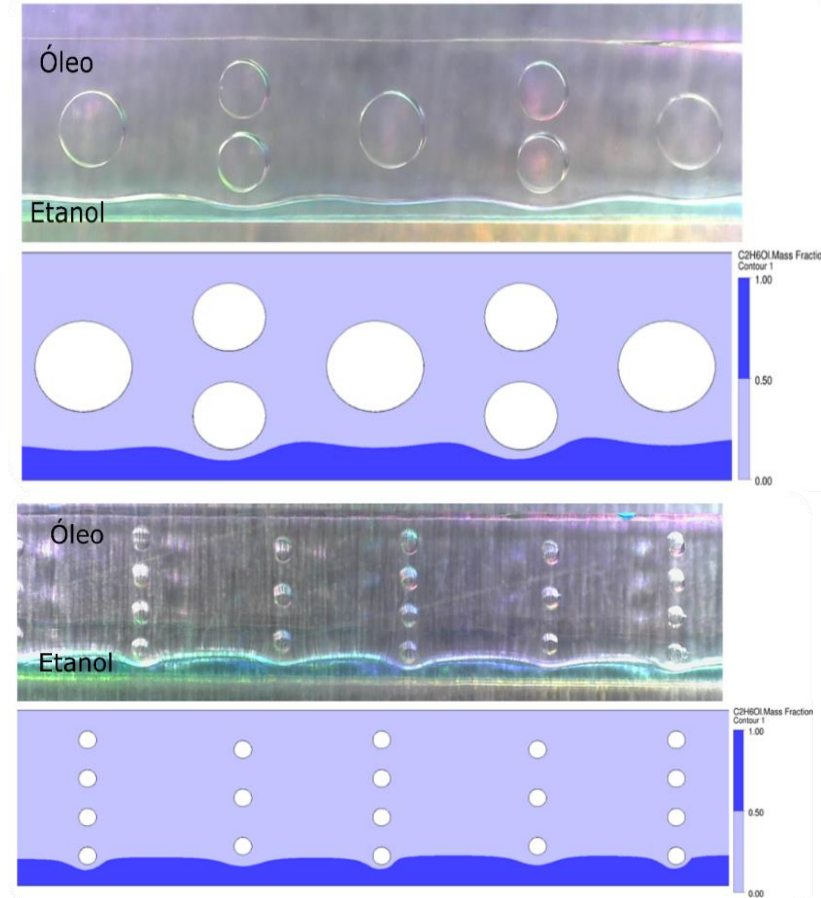 Óleo
Etanol
C2H6Ol.Mass Fractio
Contour 1
1.00
0.50
0.00
Óleo
Etanol
C2H6Ol.Mass Fraction
Contour 1
1.00
0.50
0.00